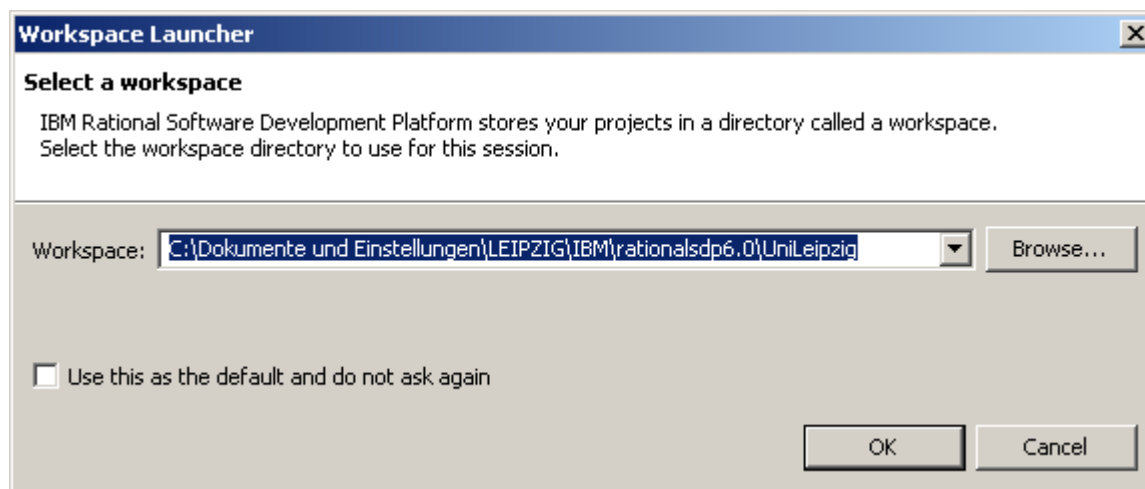 Workspace Launcher
Select a workspace
IBM Rational Software Development Platform stores your projects in a directory called a workspace.
Select the workspace directory to use for this session.
Workspace: C:\Dokumente und Einstellungen\LEIPZIG\IBM\rationalsdp6.0\UniLeipzig Browse...
Use this as the default and do not ask again
OK Cancel